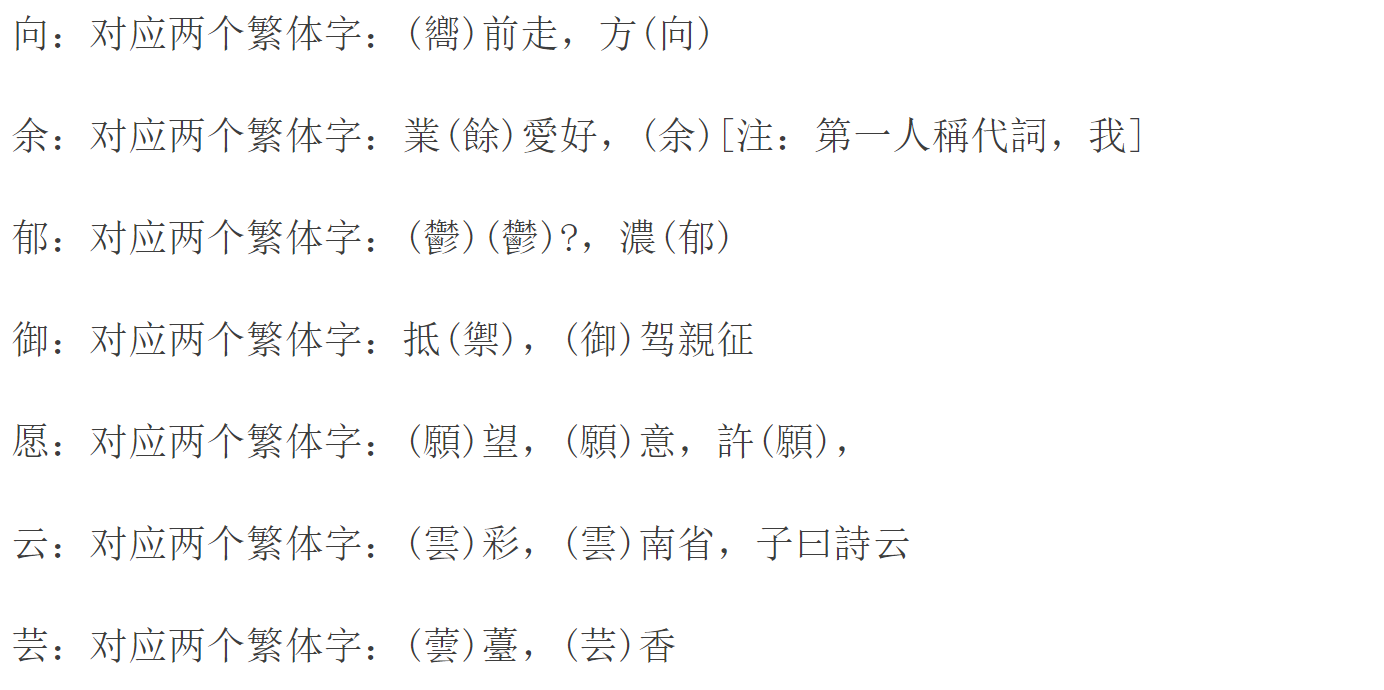 向：对应两个繁体字：(嚮)前走，方(向)
余：对应两个繁体字：業(餘)愛好，(余)[注：第一人稱代詞，我]
郁：对应两个繁体字：(鬱)(鬱)?，濃(郁)
御：对应两个繁体字：抵(禦)，(御)驾親征
愿：对应两个繁体字：(願)望，(願)意，許(願)，
云：对应两个繁体字：(雲)彩，(雲)南省，子曰詩云
芸：对应两个繁体字：(蕓)薹，(芸)香